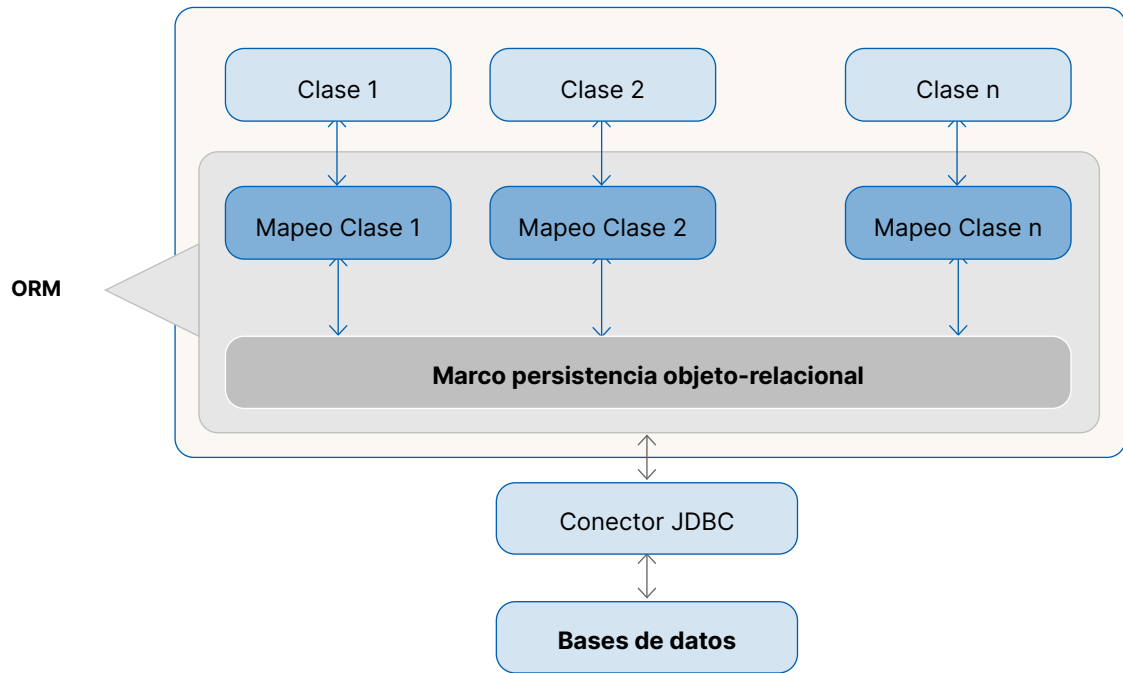 Clase 1
Clase 2
Clase n
Mapeo Clase 1
Mapeo Clase 2
Mapeo Clase n
ORM
Marco persistencia objeto-relacional
Conector JDBC
Bases de datos